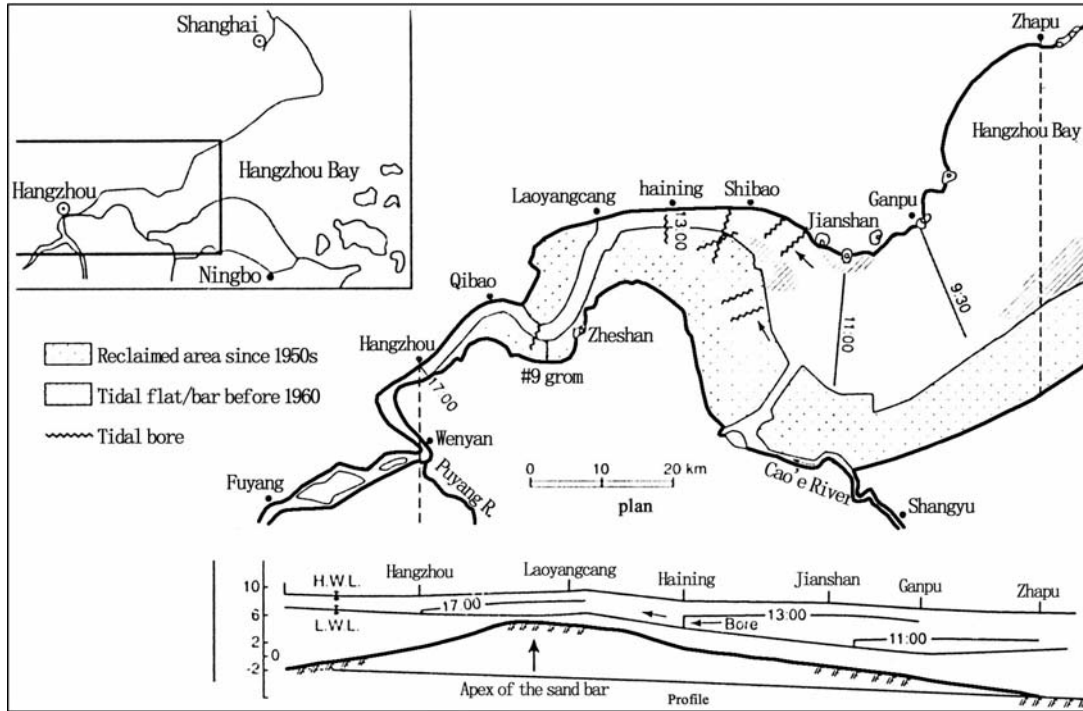 Shanghai
Hangzhou Bay
Hangzhou
Ningbo
Zhapu
Hangzhou Bay
Ganpu
Jianshan
Shibao
haining
Laoyangcang
13:00
9:30
11:00
Qibao
Zheshan
Hangzhou
#9 grom
17:00
Reclaimed area since 1950s
Tidal flat/bar before 1960
Tidal bore
Wenyan
Puyang R.
Fuyang
0 10 20 km
plan
Cao'e River
Shangyu
H.W.L.
L.W.L.
Hangzhou
Laoyangcang
Haining
Jianshan
Ganpu
Zhapu
10
6
2
0
-2
17:00
Bore
13:00
11:00
Apex of the sand bar
Profile